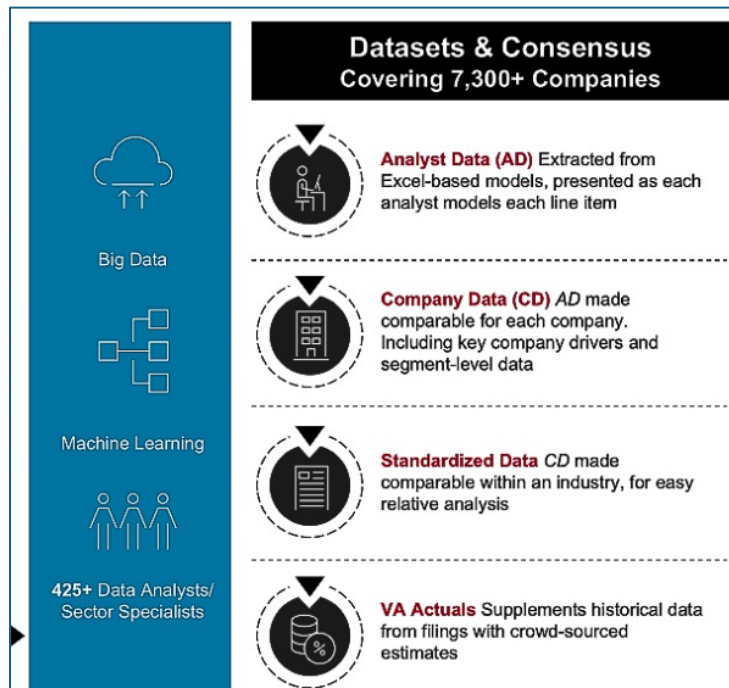 Big Data
Machine Learning
425+ Data Analysts/
Sector Specialists
Datasets & Consensus
Covering 7,300+ Companies
Analyst Data (AD) Extracted from
Excel-based models, presented as each
analyst models each line item
Company Data (CD) AD made
comparable for each company.
Including key company drivers and
segment-level data
Standardized Data CD made
comparable within an industry, for easy
relative analysis
VA Actuals Supplements historical data
from filings with crowd-sourced
estimates
%